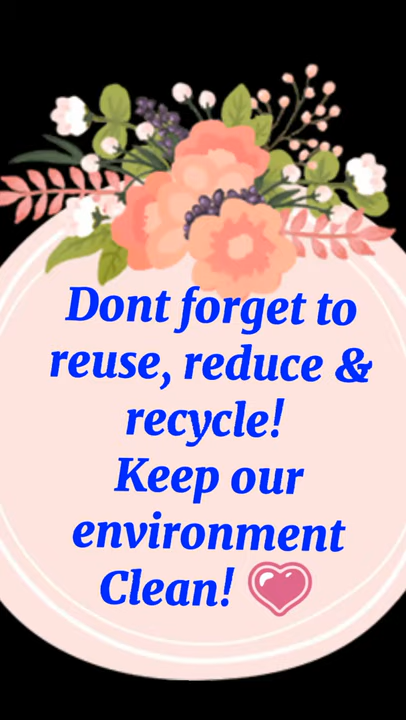 Dont forget to
reuse, reduce &
recycle!
Keep our
environment
Clean!